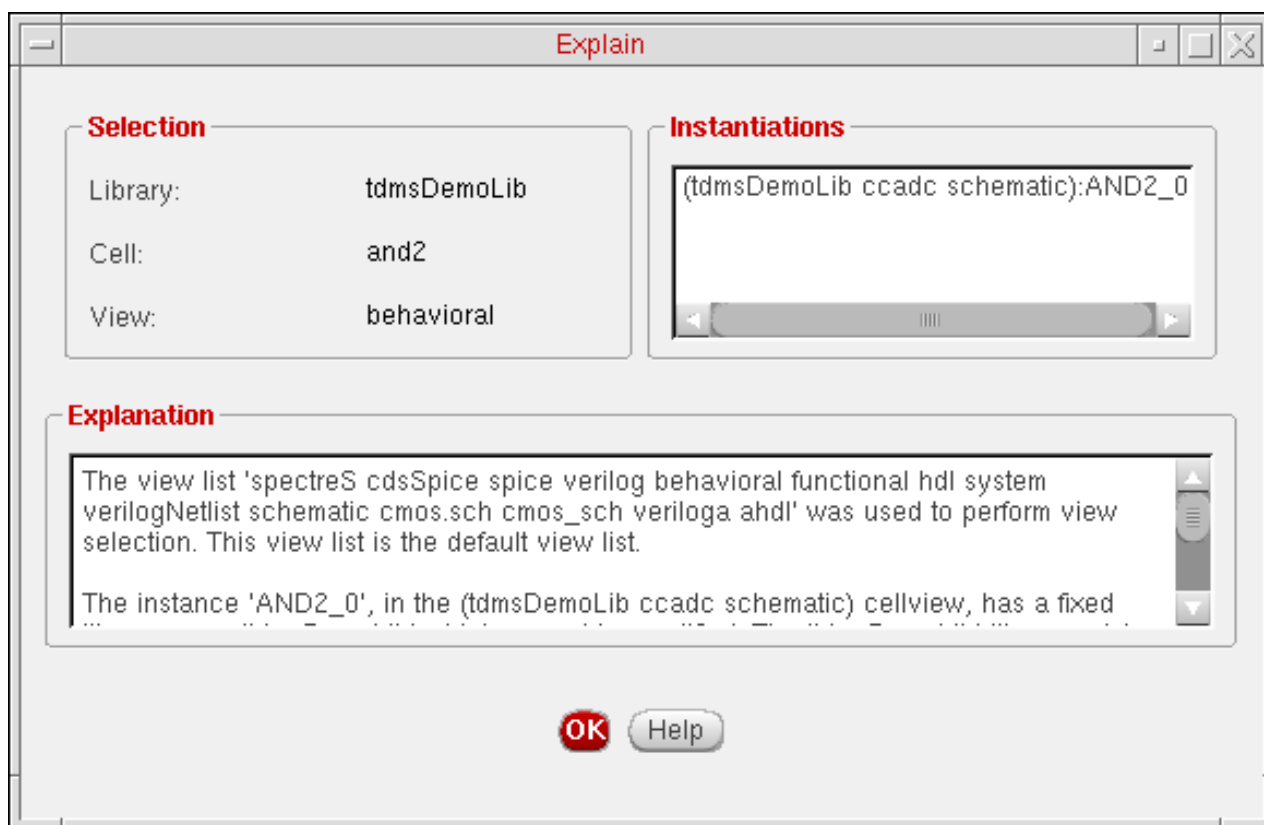 Explain
Selection
Library: tdmsDemoLib
Cell: and2
View: behavioral
Instantiations
(tdmsDemoLib ccadc schematic):AND2_0
Explanation
The view list 'spectreS cdsSpice spice verilog behavioral functional hdl system
verilogNetlist schematic cmos.sch cmos_sch veriloga ahdl' was used to perform view
selection. This view list is the default view list.
The instance 'AND2_0', in the (tdmsDemoLib ccadc schematic) cellview, has a fixed
OK
Help